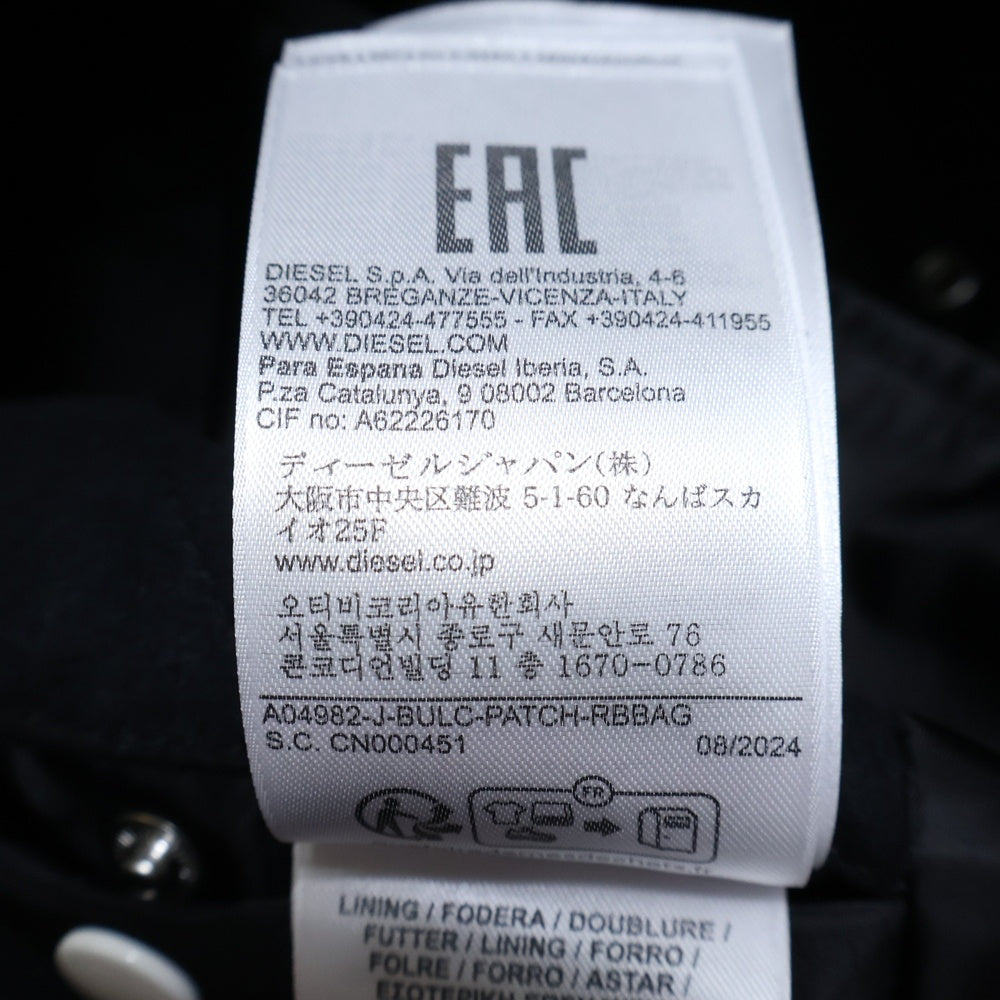 EAC
DIESEL S.p.A. Via dell'Industria, 4-6
36042 BREGANZE-VICENZA-ITALY
TEL +390424-477555 - FAX +390424-411955
WWW.DIESEL.COM
Para Espana Diesel Iberia, S.A.
P.za Catalunya, 9 08002 Barcelona
CIF no: A62226170
ディーゼルジャパン(株)
大阪市中央区難波 5-1-60 なんばスカ
イオ25F
www.diesel.co.jp
오티비코리아유한회사
서울특별시 종로구 새문안로 76
콘코디언빌딩 11 층 1670-0786
A04982-J-BULC-PATCH-RBBAG
S.C. CN000451 08/2024
FR
LINING / FODERA / DOUBLURE /
FUTTER / LINING / FORRO /
FOLRE / FORRO / ASTAR /